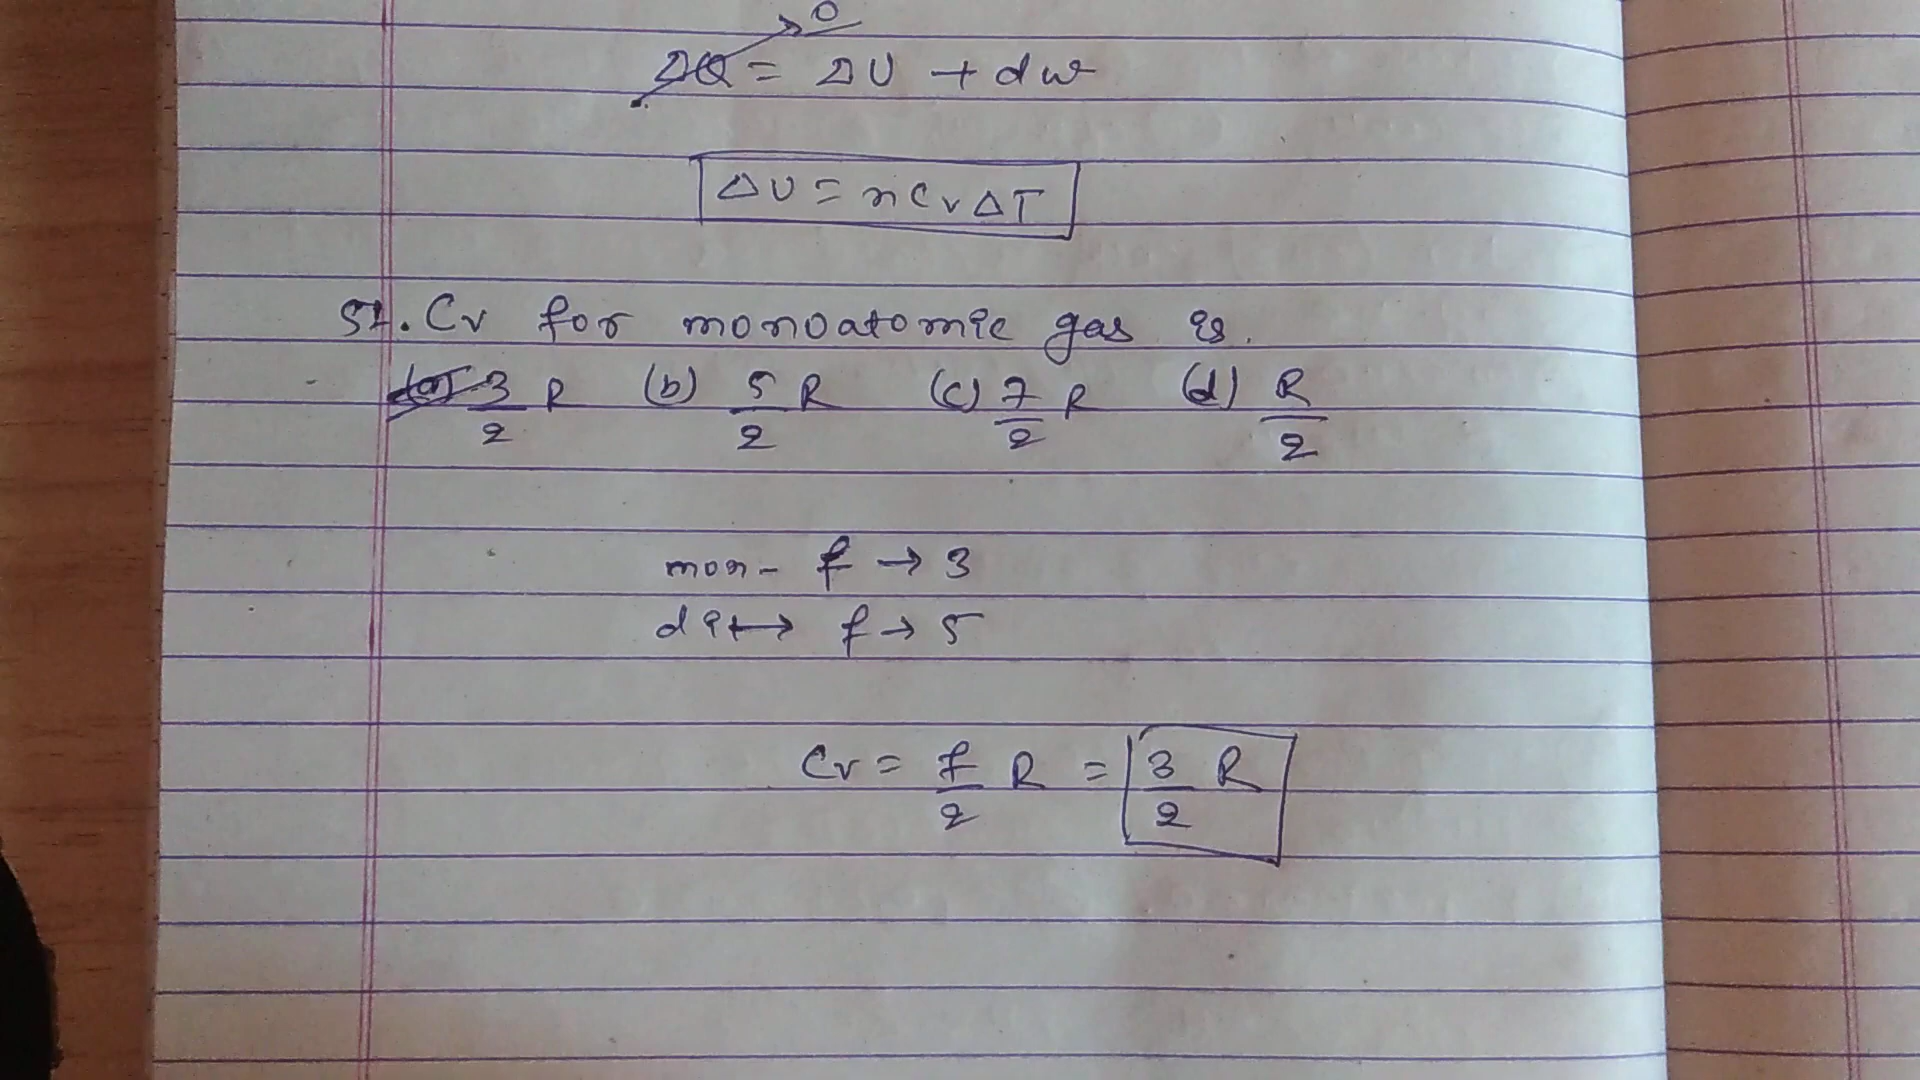 0
ΔQ = ΔU + dw
ΔU = nCvΔT
51. Cv for monoatomic gas is.
(a) 3/2 R (b) 5/2 R (c) 7/2 R (d) R/2
mon- f → 3
di → f → 5
Cv = f/2 R = 3/2 R